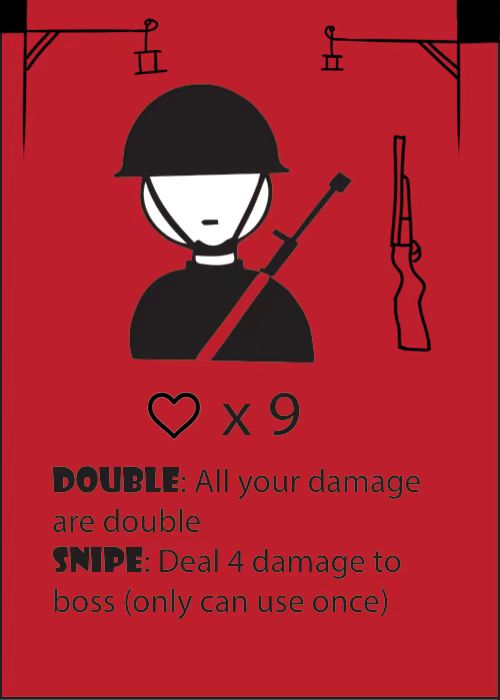 x 9
DOUBLE: All your damage
are double
SNIPE: Deal 4 damage to
boss (only can use once)